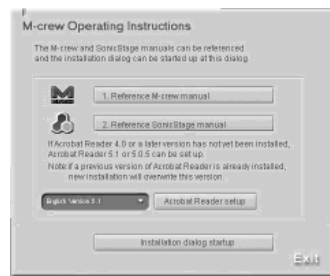 M-crew Operating Instructions
The M-crew and SonicStage manuals can be referenced
and the installation dialog can be started up at this dialog.
1. Reference M-crew manual
2. Reference SonicStage manual
If Acrobat Reader 4.0 or a later version has not yet been installed,
Acrobat Reader 5.1 or 5.0.5 can be set up.
Note:if a previous version of Acrobat Reader is already installed,
new installation will overwrite this version.
English Version 5.1
Acrobat Reader setup
Installation dialog startup
Exit